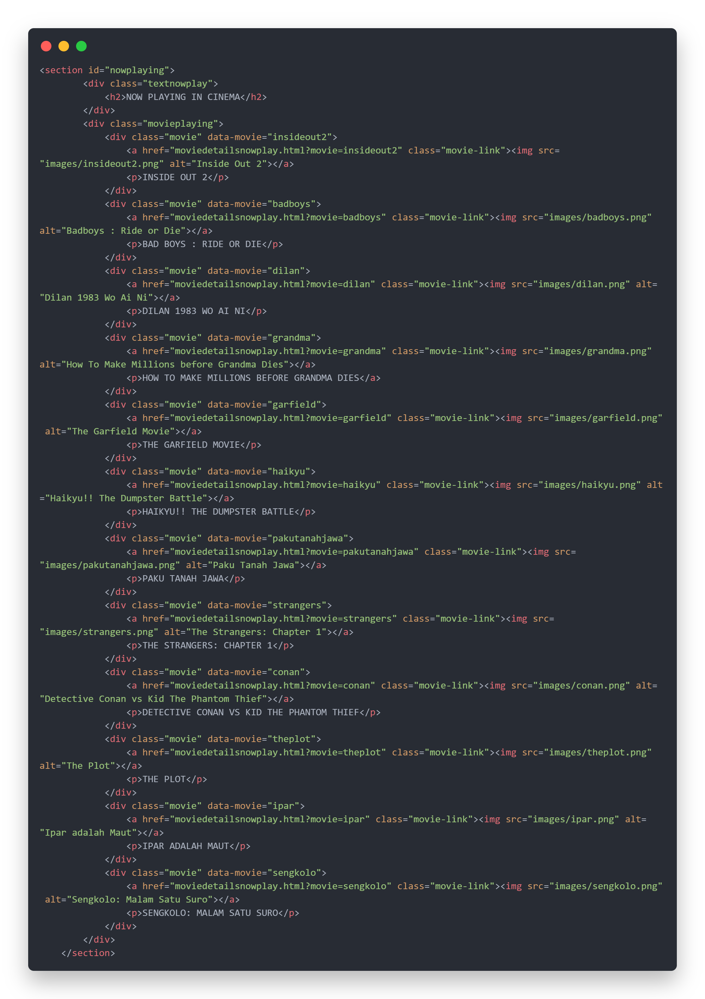 <section id="nowplaying">
        <div class="textnowplay">
            <h2>NOW PLAYING IN CINEMA</h2>
        </div>
        <div class="movieplaying">
            <div class="movie" data-movie="insideout2">
                <a href="moviedetailsnowplay.html?movie=insideout2" class="movie-link"><img src=
"images/insideout2.png" alt="Inside Out 2"></a>
                <p>INSIDE OUT 2</p>
            </div>
            <div class="movie" data-movie="badboys">
                <a href="moviedetailsnowplay.html?movie=badboys" class="movie-link"><img src="images/badboys.png"
alt="Badboys : Ride or Die"></a>
                <p>BAD BOYS : RIDE OR DIE</p>
            </div>
            <div class="movie" data-movie="dilan">
                <a href="moviedetailsnowplay.html?movie=dilan" class="movie-link"><img src="images/dilan.png" alt=
"Dilan 1983 Wo Ai Ni"></a>
                <p>DILAN 1983 WO AI NI</p>
            </div>
            <div class="movie" data-movie="grandma">
                <a href="moviedetailsnowplay.html?movie=grandma" class="movie-link"><img src="images/grandma.png"
alt="How To Make Millions before Grandma Dies"></a>
                <p>HOW TO MAKE MILLIONS BEFORE GRANDMA DIES</a>
            </div>
            <div class="movie" data-movie="garfield">
                <a href="moviedetailsnowplay.html?movie=garfield" class="movie-link"><img src="images/garfield.png"
 alt="The Garfield Movie"></a>
                <p>THE GARFIELD MOVIE</p>
            </div>
            <div class="movie" data-movie="haikyu">
                <a href="moviedetailsnowplay.html?movie=haikyu" class="movie-link"><img src="images/haikyu.png" alt
="Haikyu!! The Dumpster Battle"></a>
                <p>HAIKYU!! THE DUMPSTER BATTLE</p>
            </div>
            <div class="movie" data-movie="pakutanahjawa">
                <a href="moviedetailsnowplay.html?movie=pakutanahjawa" class="movie-link"><img src=
"images/pakutanahjawa.png" alt="Paku Tanah Jawa"></a>
                <p>PAKU TANAH JAWA</p>
            </div>
            <div class="movie" data-movie="strangers">
                <a href="moviedetailsnowplay.html?movie=strangers" class="movie-link"><img src=
"images/strangers.png" alt="The Strangers: Chapter 1"></a>
                <p>THE STRANGERS: CHAPTER 1</p>
            </div>
            <div class="movie" data-movie="conan">
                <a href="moviedetailsnowplay.html?movie=conan" class="movie-link"><img src="images/conan.png" alt=
"Detective Conan vs Kid The Phantom Thief"></a>
                <p>DETECTIVE CONAN VS KID THE PHANTOM THIEF</p>
            </div>
            <div class="movie" data-movie="theplot">
                <a href="moviedetailsnowplay.html?movie=theplot" class="movie-link"><img src="images/theplot.png"
alt="The Plot"></a>
                <p>THE PLOT</p>
            </div>
            <div class="movie" data-movie="ipar">
                <a href="moviedetailsnowplay.html?movie=ipar" class="movie-link"><img src="images/ipar.png" alt=
"Ipar adalah Maut"></a>
                <p>IPAR ADALAH MAUT</p>
            </div>
            <div class="movie" data-movie="sengkolo">
                <a href="moviedetailsnowplay.html?movie=sengkolo" class="movie-link"><img src="images/sengkolo.png"
 alt="Sengkolo: Malam Satu Suro"></a>
                <p>SENGKOLO: MALAM SATU SURO</p>
            </div>
        </div>
    </section>